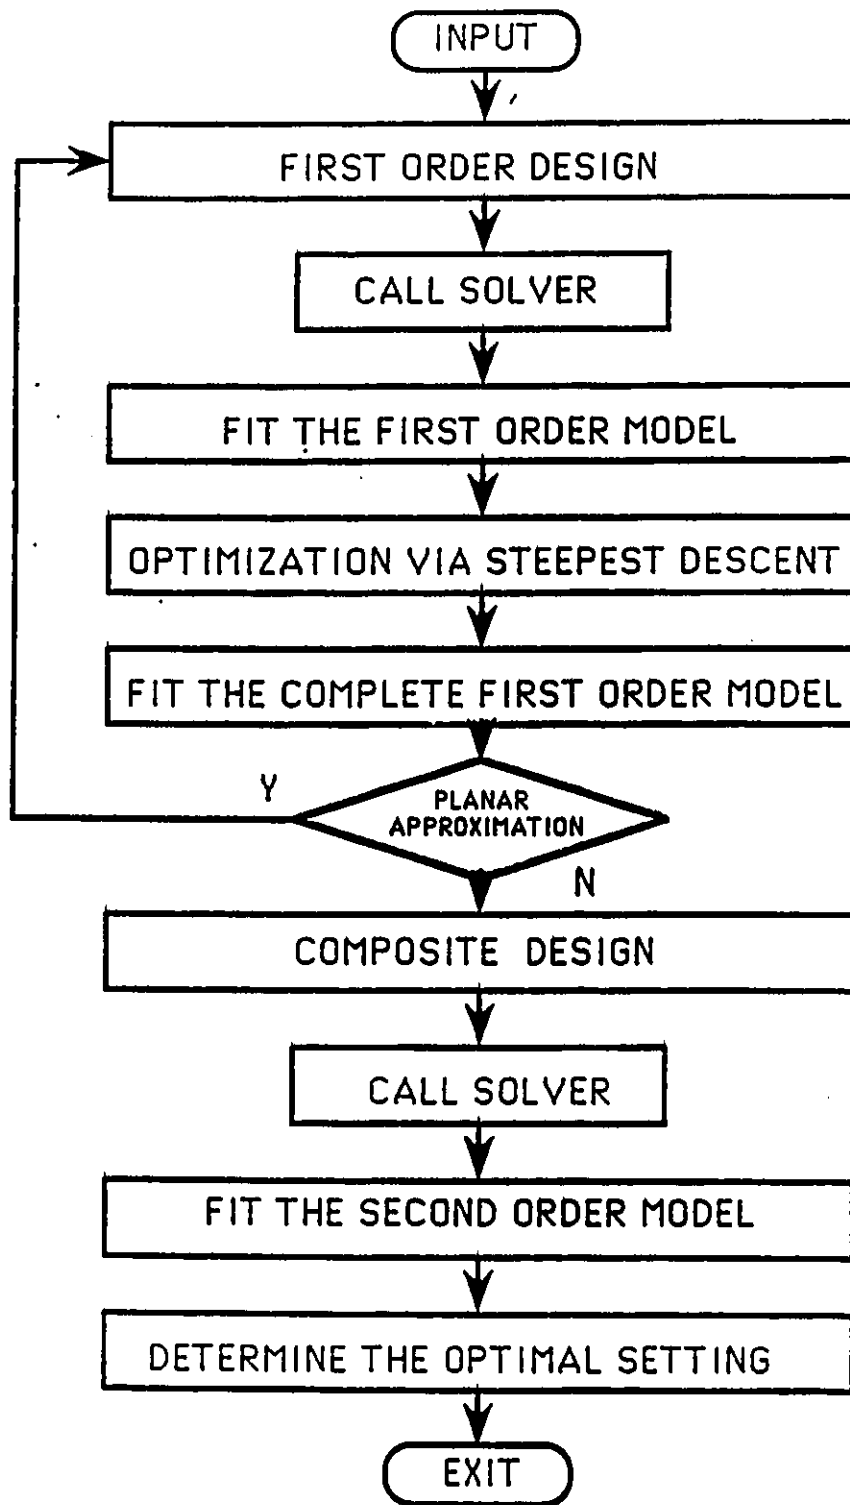 INPUT
FIRST ORDER DESIGN
CALL SOLVER
FIT THE FIRST ORDER MODEL
OPTIMIZATION VIA STEEPEST DESCENT
FIT THE COMPLETE FIRST ORDER MODEL
Y
PLANAR
APPROXIMATION
N
COMPOSITE DESIGN
CALL SOLVER
FIT THE SECOND ORDER MODEL
DETERMINE THE OPTIMAL SETTING
EXIT